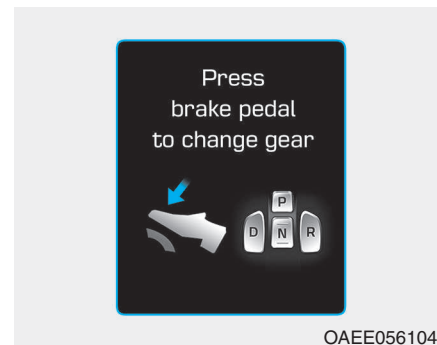 Press
brake pedal
to change gear
P
D N R
OAEE056104